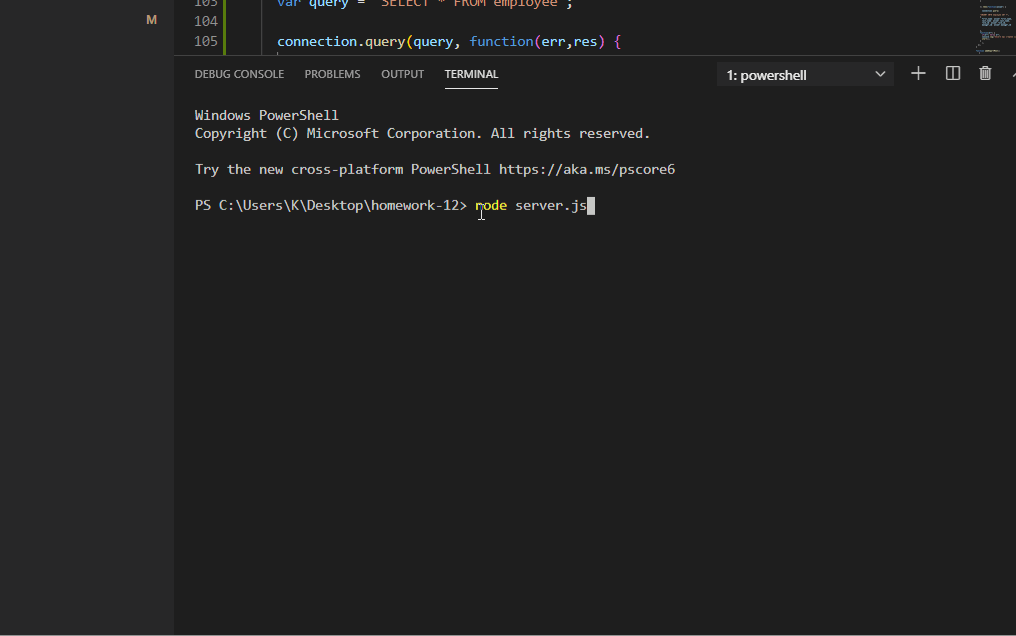 M
103 var query = "SELECT * FROM employee";
104
105 connection.query(query, function(err,res) {
DEBUG CONSOLE PROBLEMS OUTPUT TERMINAL 1: powershell
Windows PowerShell
Copyright (C) Microsoft Corporation. All rights reserved.
Try the new cross-platform PowerShell https://aka.ms/pscore6
PS C:\Users\K\Desktop\homework-12> node server.js